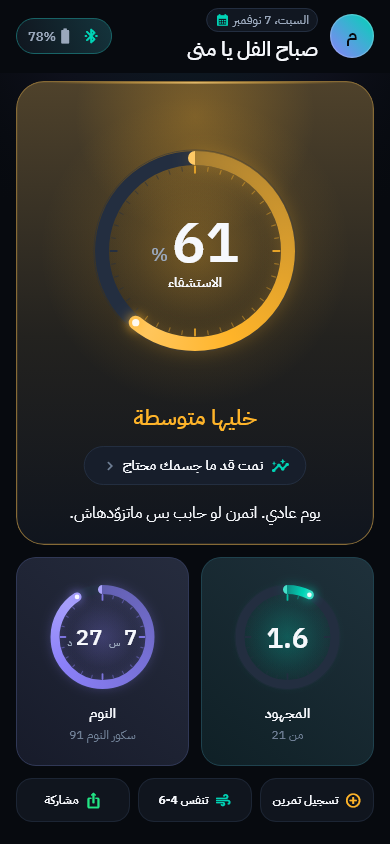 م
السبت، 7 نوفمبر
صباح الفل يا منى
78%
61 %
الاستشفاء
خليها متوسطة
نمت قد ما جسمك محتاج
يوم عادي. اتمرن لو حابب بس ماتزوّدهاش.
1.6
المجهود
من 21
7 س 27 د
النوم
سكور النوم 91
تسجيل تمرين
تنفس 4-6
مشاركة